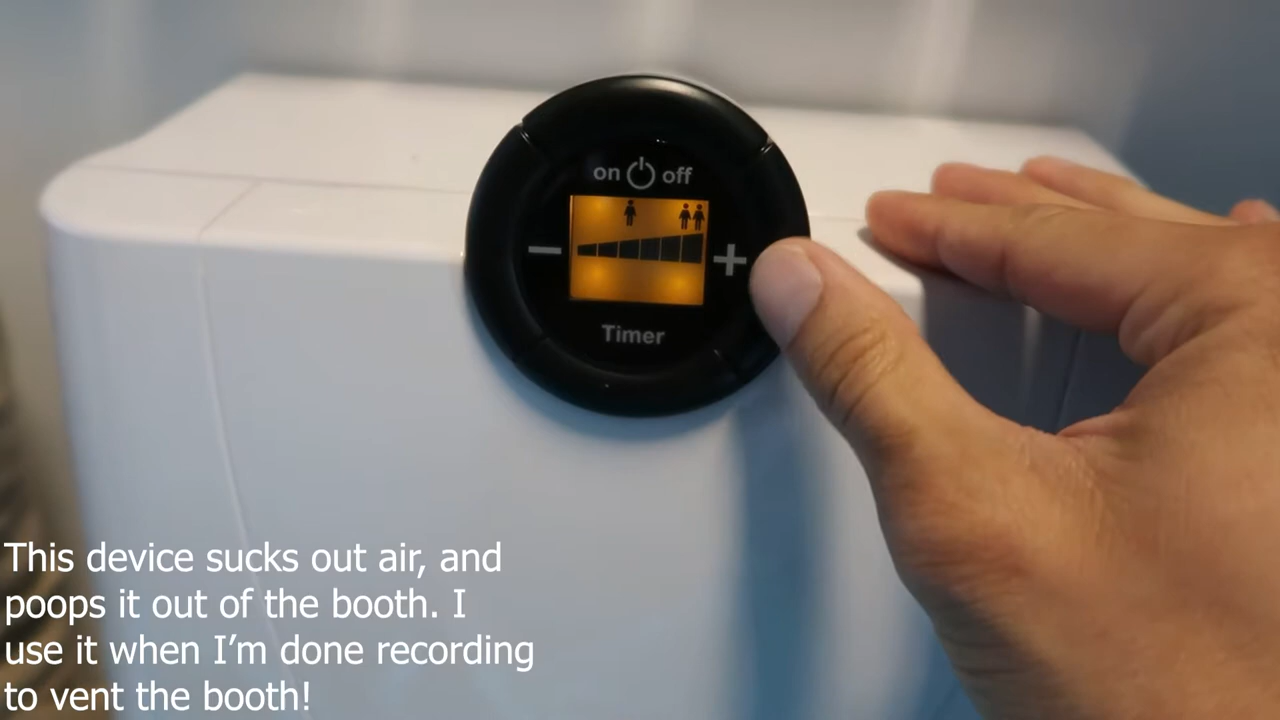 on off
− +
Timer
This device sucks out air, and
poops it out of the booth. I
use it when I’m done recording
to vent the booth!